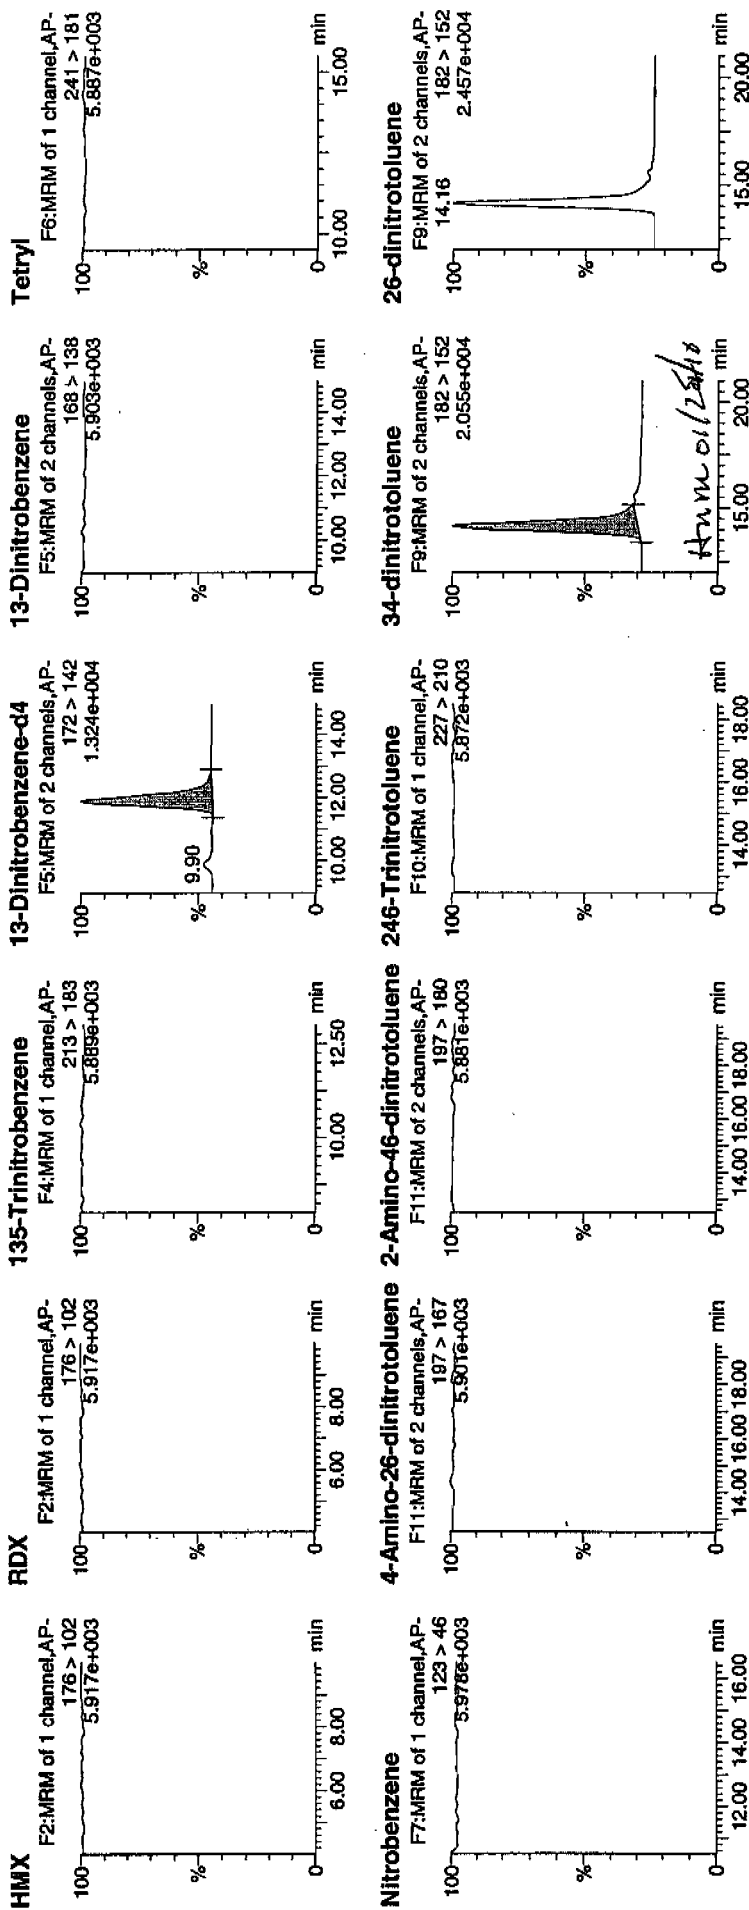 HMX
F2:MRM of 1 channel,AP-
176 > 102
5.917e+003
100
%
0
6.00 8.00 min
RDX
F2:MRM of 1 channel,AP-
176 > 102
5.917e+003
100
%
0
6.00 8.00 min
135-Trinitrobenzene
F4:MRM of 1 channel,AP-
213 > 183
5.889e+003
100
%
0
10.00 12.50 min
13-Dinitrobenzene-d4
F5:MRM of 2 channels,AP-
172 > 142
1.324e+004
100
%
9.90
0
10.00 12.00 14.00 min
13-Dinitrobenzene
F5:MRM of 2 channels,AP-
168 > 138
5.903e+003
100
%
0
10.00 12.00 14.00 min
Tetryl
F6:MRM of 1 channel,AP-
241 > 181
5.887e+003
100
%
0
10.00 15.00 min
Nitrobenzene
F7:MRM of 1 channel,AP-
123 > 46
5.978e+003
100
%
0
12.00 14.00 16.00 min
4-Amino-26-dinitrotoluene
F11:MRM of 2 channels,AP-
197 > 167
5.901e+003
100
%
0
14.00 16.00 18.00 min
2-Amino-46-dinitrotoluene
F11:MRM of 2 channels,AP-
197 > 180
5.881e+003
100
%
0
14.00 16.00 18.00 min
246-Trinitrotoluene
F10:MRM of 1 channel,AP-
227 > 210
5.872e+003
100
%
0
14.00 16.00 18.00 min
34-dinitrotoluene
F9:MRM of 2 channels,AP-
182 > 152
2.055e+004
100
%
0
15.00 20.00 min
26-dinitrotoluene
F9:MRM of 2 channels,AP-
14.16
182 > 152
2.457e+004
100
%
0
15.00 20.00 min